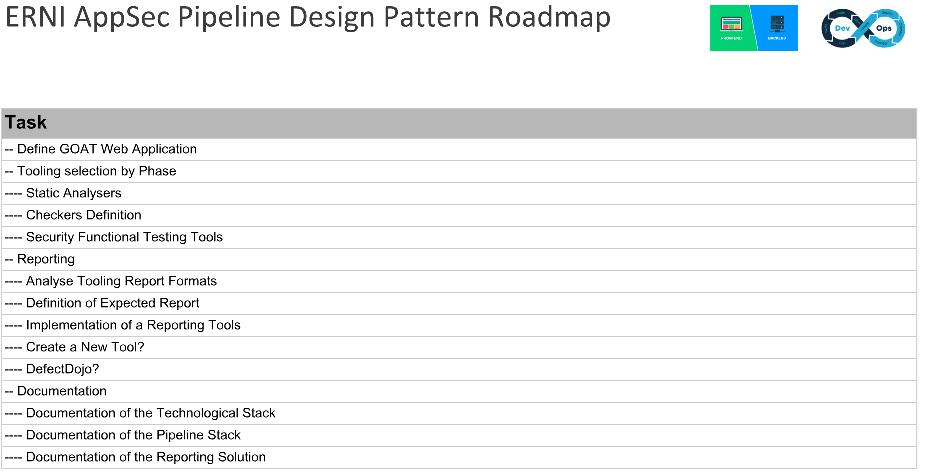 ERNI AppSec Pipeline Design Pattern Roadmap
FRONTEND
BACKEND
Dev
Ops
Task
-- Define GOAT Web Application
-- Tooling selection by Phase
---- Static Analysers
---- Checkers Definition
---- Security Functional Testing Tools
-- Reporting
---- Analyse Tooling Report Formats
---- Definition of Expected Report
---- Implementation of a Reporting Tools
---- Create a New Tool?
---- DefectDojo?
-- Documentation
---- Documentation of the Technological Stack
---- Documentation of the Pipeline Stack
---- Documentation of the Reporting Solution